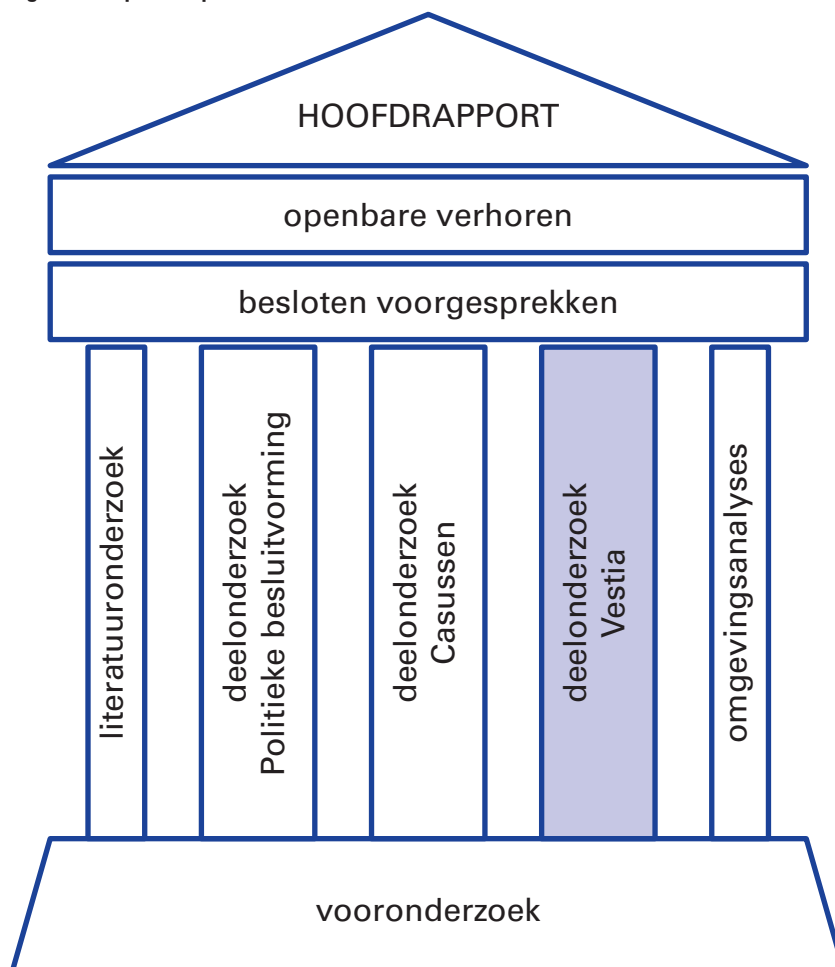 HOOFDRAPPORT
openbare verhoren
besloten voorgesprekken
literatuuronderzoek
deelonderzoek
Politieke besluitvorming
deelonderzoek
Casussen
deelonderzoek
Vestia
omgevingsanalyses
vooronderzoek